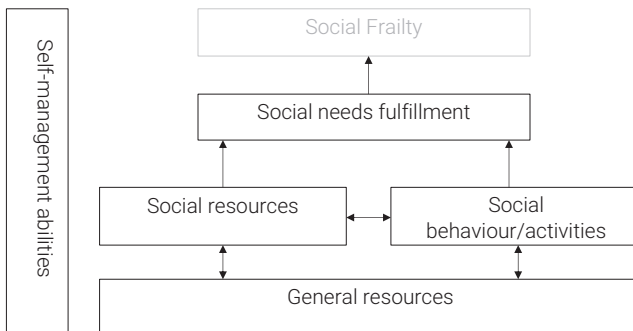 Self-management abilities
Social Frailty
Social needs fulfillment
Social resources
Social
behaviour/activities
General resources